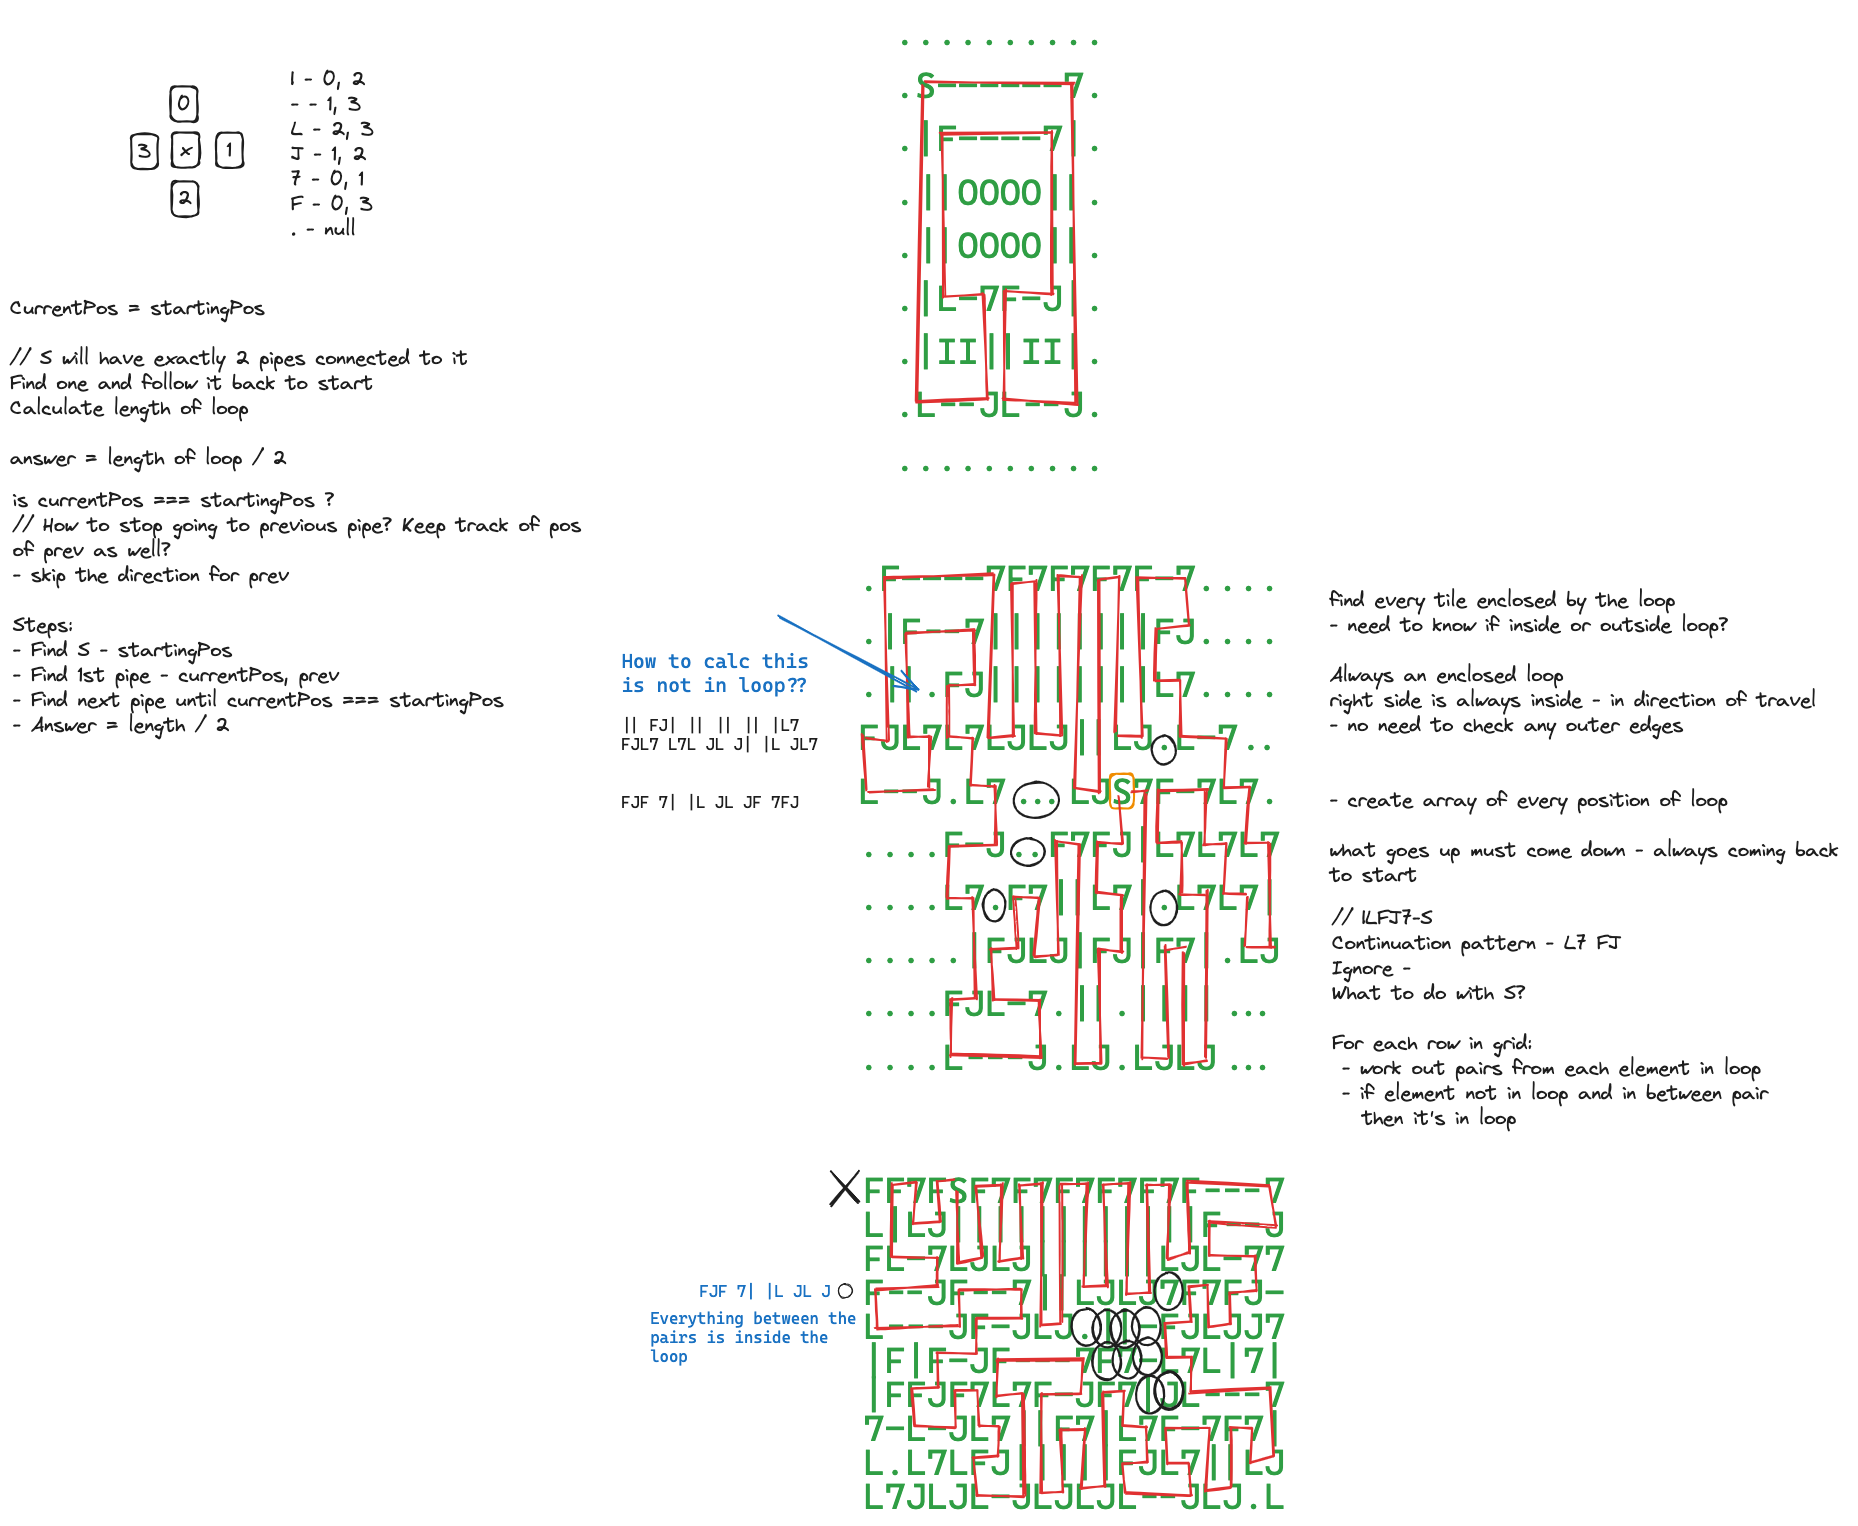 0
3 x 1
2
| - 0, 2
- - 1, 3
L - 2, 3
J - 1, 2
7 - 0, 1
F - 0, 3
. - null
CurrentPos = startingPos
// S will have exactly 2 pipes connected to it
Find one and follow it back to start
Calculate length of loop
answer = length of loop / 2
is currentPos === startingPos ?
// How to stop going to previous pipe? Keep track of pos
of prev as well?
- skip the direction for prev
Steps:
- Find S - startingPos
- Find 1st pipe - currentPos, prev
- Find next pipe until currentPos === startingPos
- Answer = length / 2
..........
.S------7.
.|F----7|.
.||OOOO||.
.||OOOO||.
.|L-7F-J|.
.|II||II|.
.L--JL--J.
..........
How to calc this
is not in loop??
|| FJ| || || || |L7
FJL7 L7L JL J| |L JL7
FJF 7| |L JL JF 7FJ
.F----7F7F7F7F-7....
.|F--7||||||||FJ....
.||.FJ||||||||L7....
FJL7L7LJLJ||LJ.L-7..
L--J.L7...LJS7F-7L7.
....F-J..F7FJ|L7L7L7
....L7.F7||L7|.L7L7|
.....|FJLJ|FJ|F7|.LJ
....FJL-7.||.||||...
....L---J.LJ.LJLJ...
find every tile enclosed by the loop
- need to know if inside or outside loop?
Always an enclosed loop
right side is always inside - in direction of travel
- no need to check any outer edges
- create array of every position of loop
what goes up must come down - always coming back
to start
// |LFJ7-S
Continuation pattern - L7 FJ
Ignore -
What to do with S?
For each row in grid:
- work out pairs from each element in loop
- if element not in loop and in between pair
then it's in loop
FJF 7| |L JL J
Everything between the
pairs is inside the
loop
FF7FSF7F7F7F7F7F---7
L|LJ||||||||||||F--J
FL-7LJLJ||||||LJL-77
F--JF--7||LJLJ7F7FJ-
L---JF-JLJ.||-FJLJJ7
|F|F-JF---7F7-L7L|7|
|FFJF7L7F-JF7|JL---7
7-L-JL7||F7|L7F-7F7|
L.L7LFJ|||||FJL7||LJ
L7JLJL-JLJLJL--JLJ.L